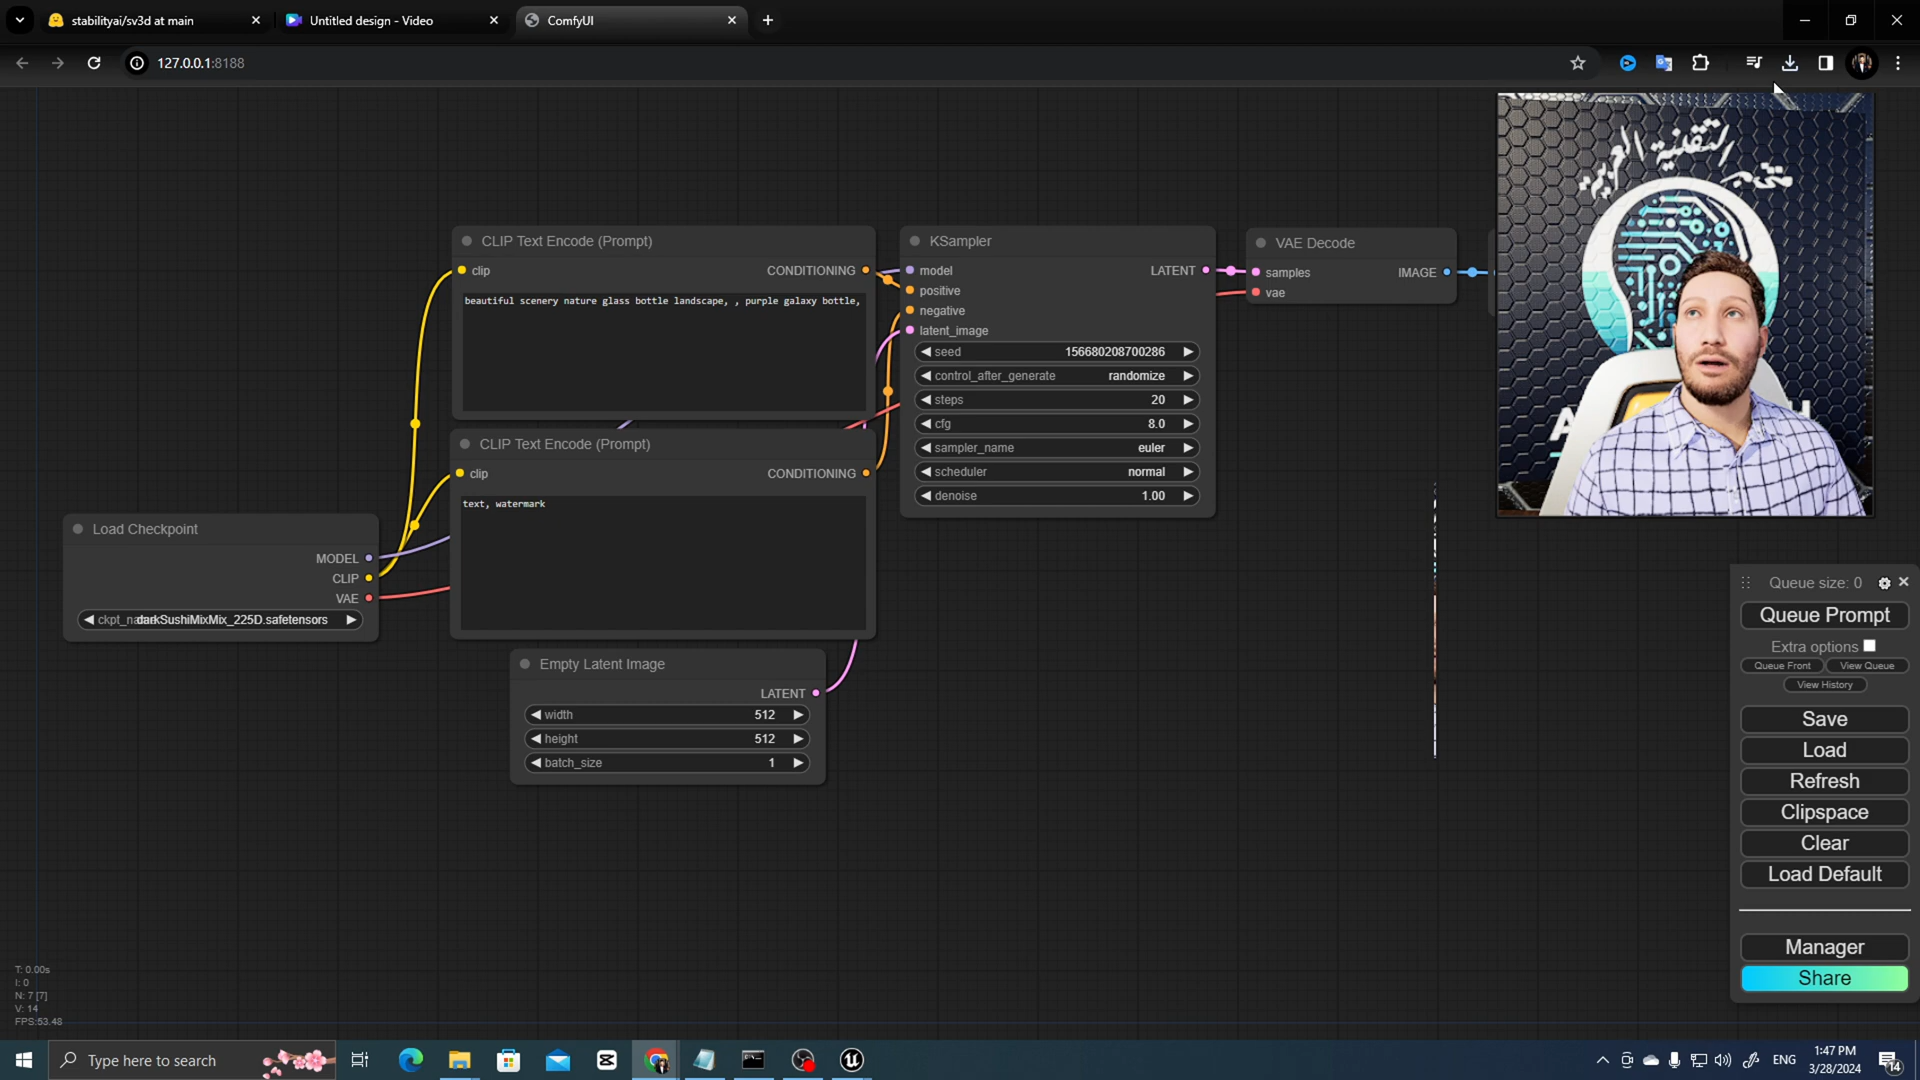 stabilityai/sv3d at main
Untitled design - Video
ComfyUI
127.0.0.1:8188
التقنية العربية
CLIP Text Encode (Prompt)
clip
CONDITIONING
beautiful scenery nature glass bottle landscape, , purple galaxy bottle,
KSampler
model
LATENT
positive
negative
latent_image
seed
156680208700286
control_after_generate
randomize
steps
20
cfg
8.0
sampler_name
euler
scheduler
normal
denoise
1.00
VAE Decode
samples
IMAGE
vae
CLIP Text Encode (Prompt)
clip
CONDITIONING
text, watermark
Load Checkpoint
MODEL
CLIP
VAE
darkSushiMixMix_225D.safetensors
Empty Latent Image
LATENT
width
512
height
512
batch_size
1
Queue size: 0
Queue Prompt
Extra options
Queue Front
View Queue
View History
Save
Load
Refresh
Clipspace
Clear
Load Default
Manager
Share
T: 0.00s
I: 0
N: 7 [7]
V: 14
FPS:53.48
Type here to search
ENG
1:47 PM
3/28/2024
14